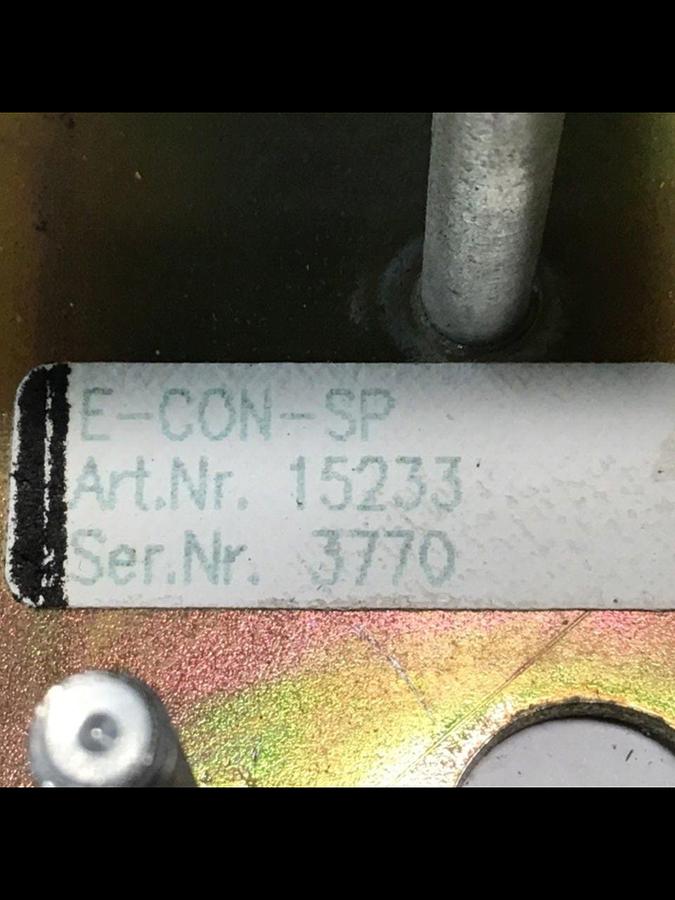 E-CON-SP
Art.Nr. 15233
Ser.Nr. 3770